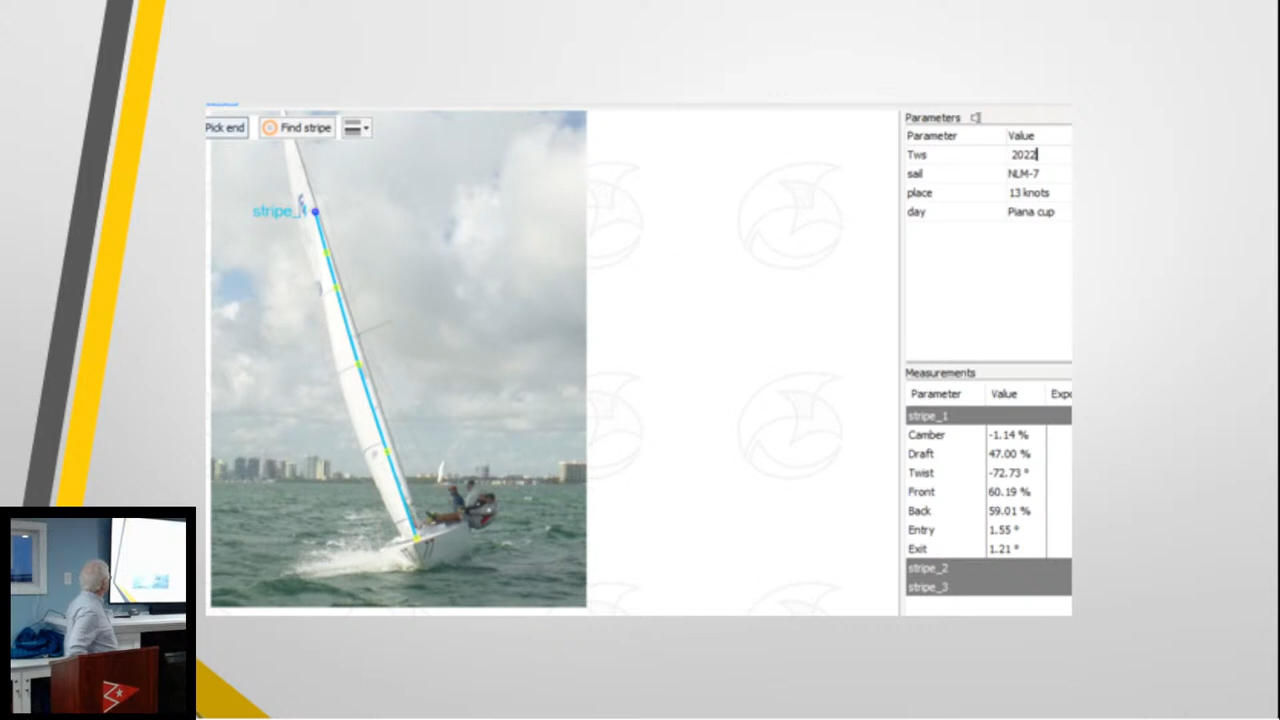 Pick end
Find stripe
stripe_
Parameters
Parameter Value
Tws 2022
sail NLM-7
place 13 knots
day Piana cup
Measurements
Parameter Value Expo
stripe_1
Camber -1.14 %
Draft 47.00 %
Twist -72.73 °
Front 60.19 %
Back 59.01 %
Entry 1.55 °
Exit 1.21 °
stripe_2
stripe_3